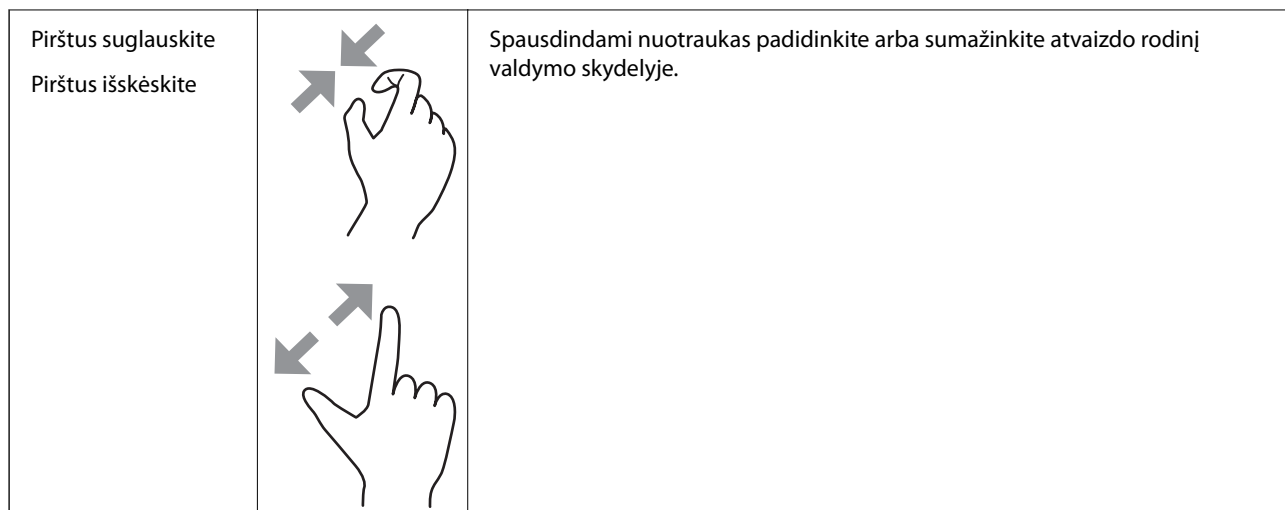 Pirštus suglauskite
Pirštus išskėskite
Spausdindami nuotraukas padidinkite arba sumažinkite atvaizdo rodinį
valdymo skydelyje.